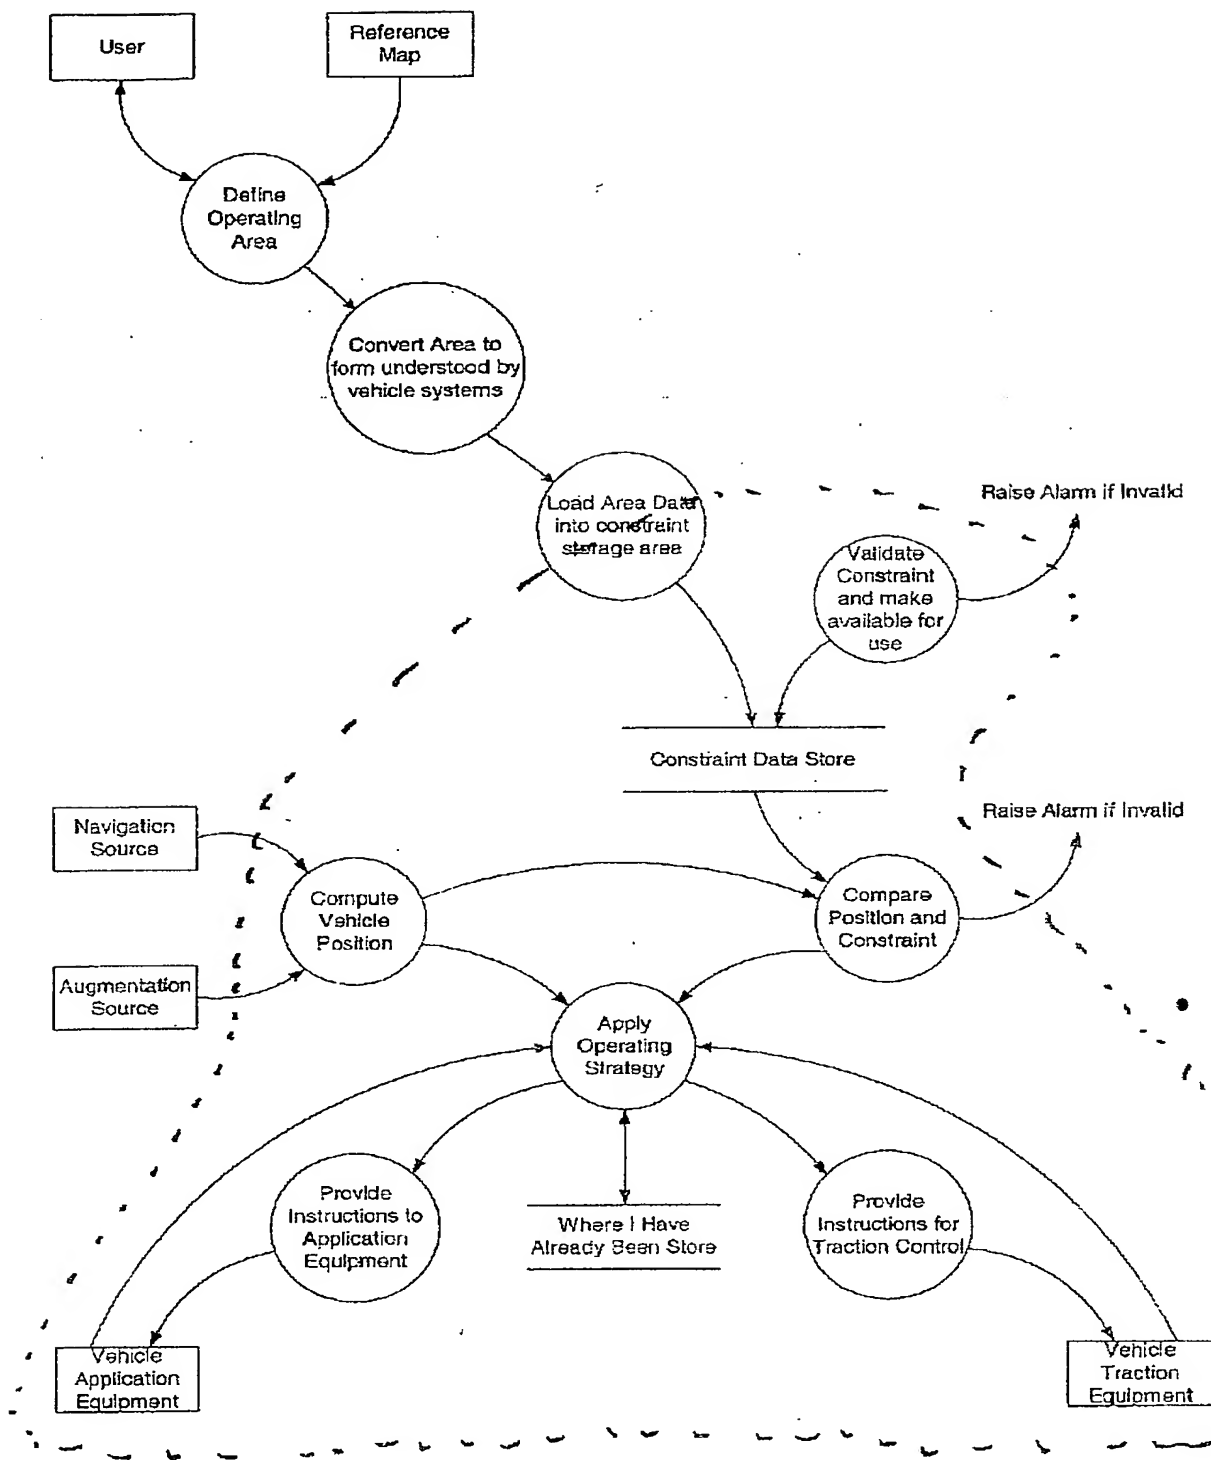 User
Reference
Map
Define
Operating
Area
Convert Area to
form understood by
vehicle systems
Load Area Data
into constraint
storage area
Raise Alarm if Invalid
Validate
Constraint
and make
available for
use
Constraint Data Store
Navigation
Source
Raise Alarm if Invalid
Compute
Vehicle
Position
Compare
Position and
Constraint
Augmentation
Source
Apply
Operating
Strategy
Provide
Instructions to
Application
Equipment
Where I Have
Already Been Store
Provide
Instructions for
Traction Control
Vehicle
Application
Equipment
Vehicle
Traction
Equipment